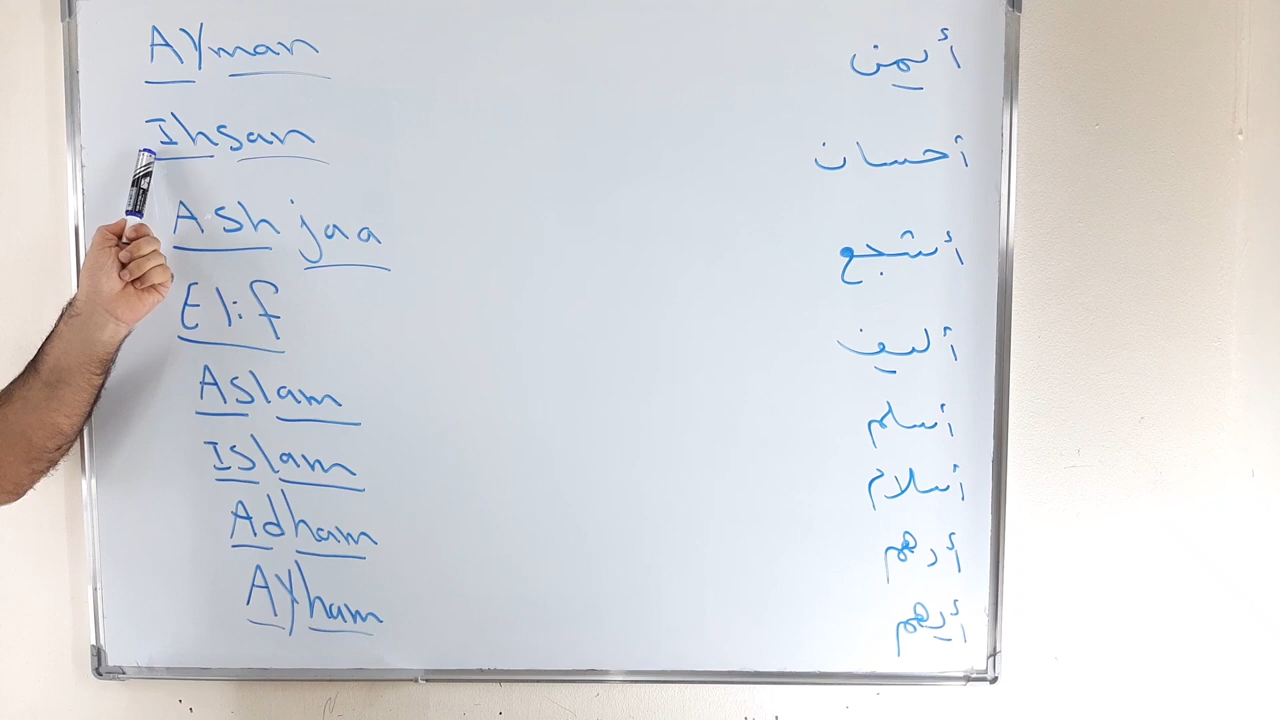 Ayman أيمن
Ihsan أحسان
Ashjaa أشجع
Elif أليف
Aslam أسلم
Islam أسلام
Adham أدهم
Ayham أيهم